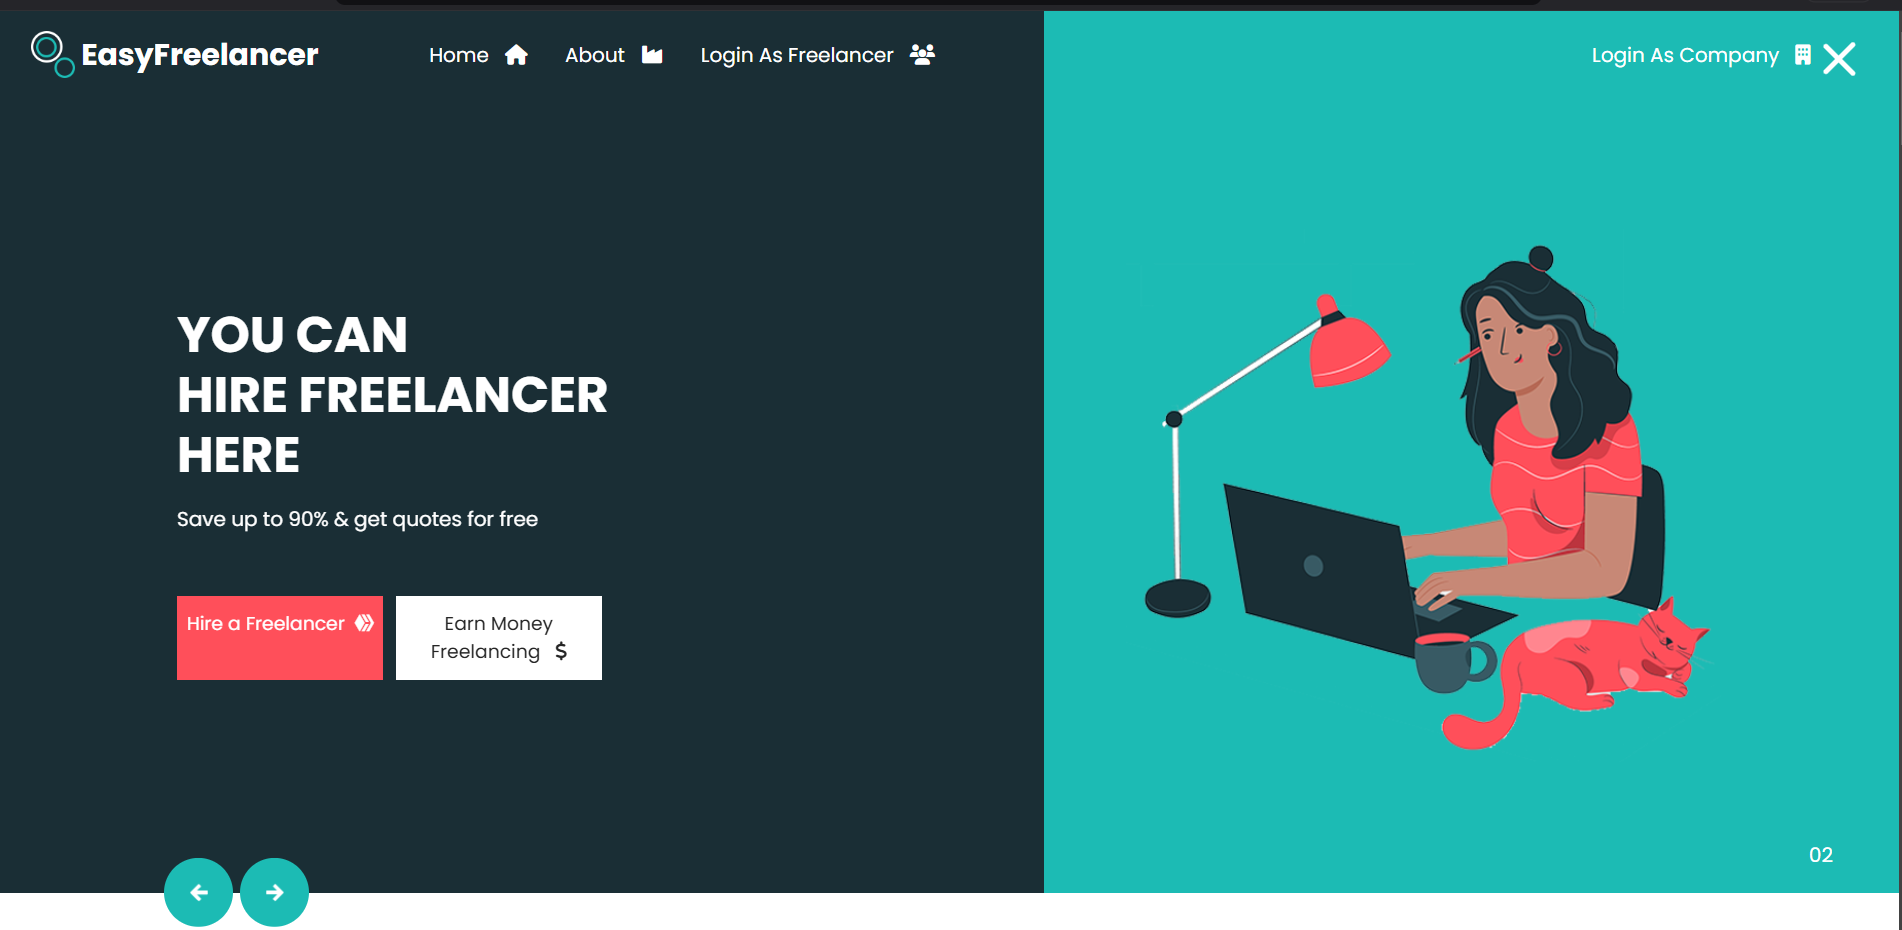 EasyFreelancer
Home
About
Login As Freelancer
Login As Company
YOU CAN
HIRE FREELANCER
HERE
Save up to 90% & get quotes for free
Hire a Freelancer
Earn Money
Freelancing $
02